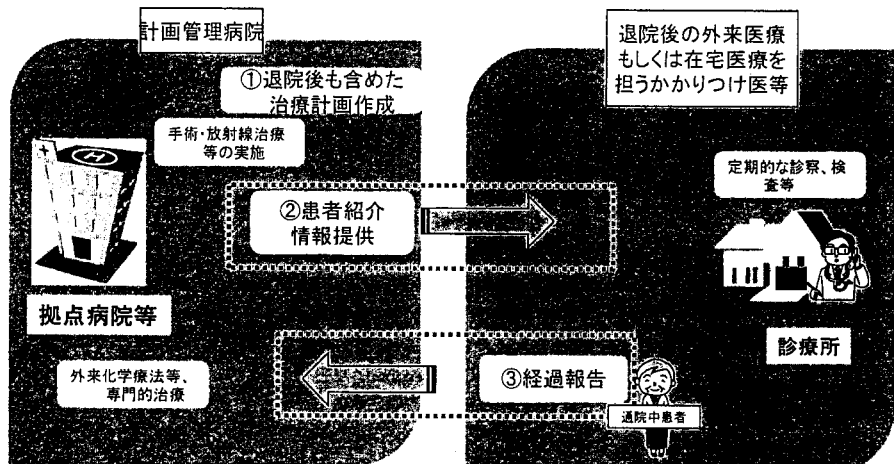 計画管理病院
①退院後も含めた
治療計画作成
手術・放射線治療
等の実施
②患者紹介
情報提供
拠点病院等
外来化学療法等、
専門的治療
退院後の外来医療
もしくは在宅医療を
担うかかりつけ医等
定期的な診察、検
査等
診療所
③経過報告
通院中患者
H